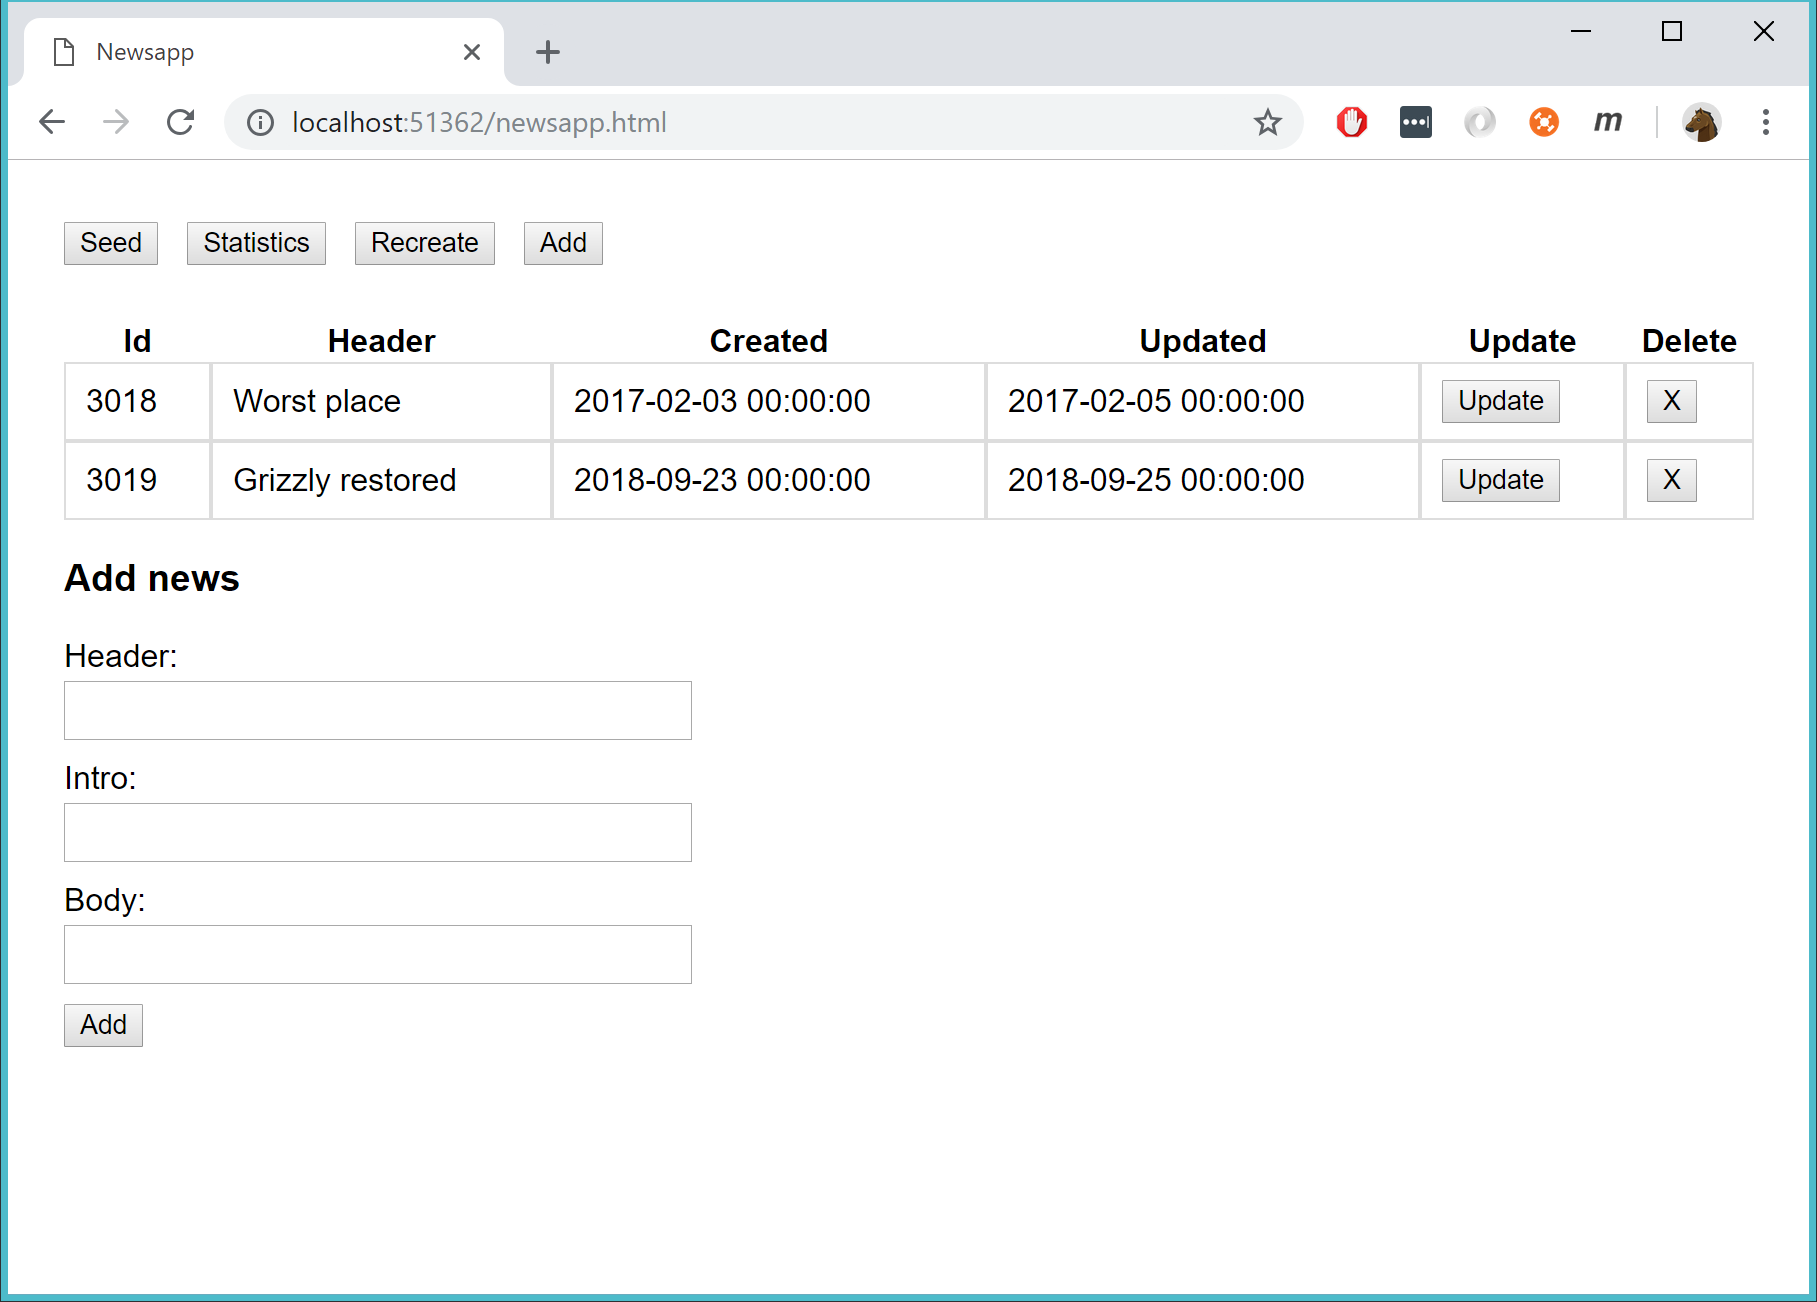 Newsapp
localhost:51362/newsapp.html
m
Seed Statistics Recreate Add
Id Header Created Updated Update Delete
3018 Worst place 2017-02-03 00:00:00 2017-02-05 00:00:00 Update X
3019 Grizzly restored 2018-09-23 00:00:00 2018-09-25 00:00:00 Update X
Add news
Header:
Intro:
Body:
Add